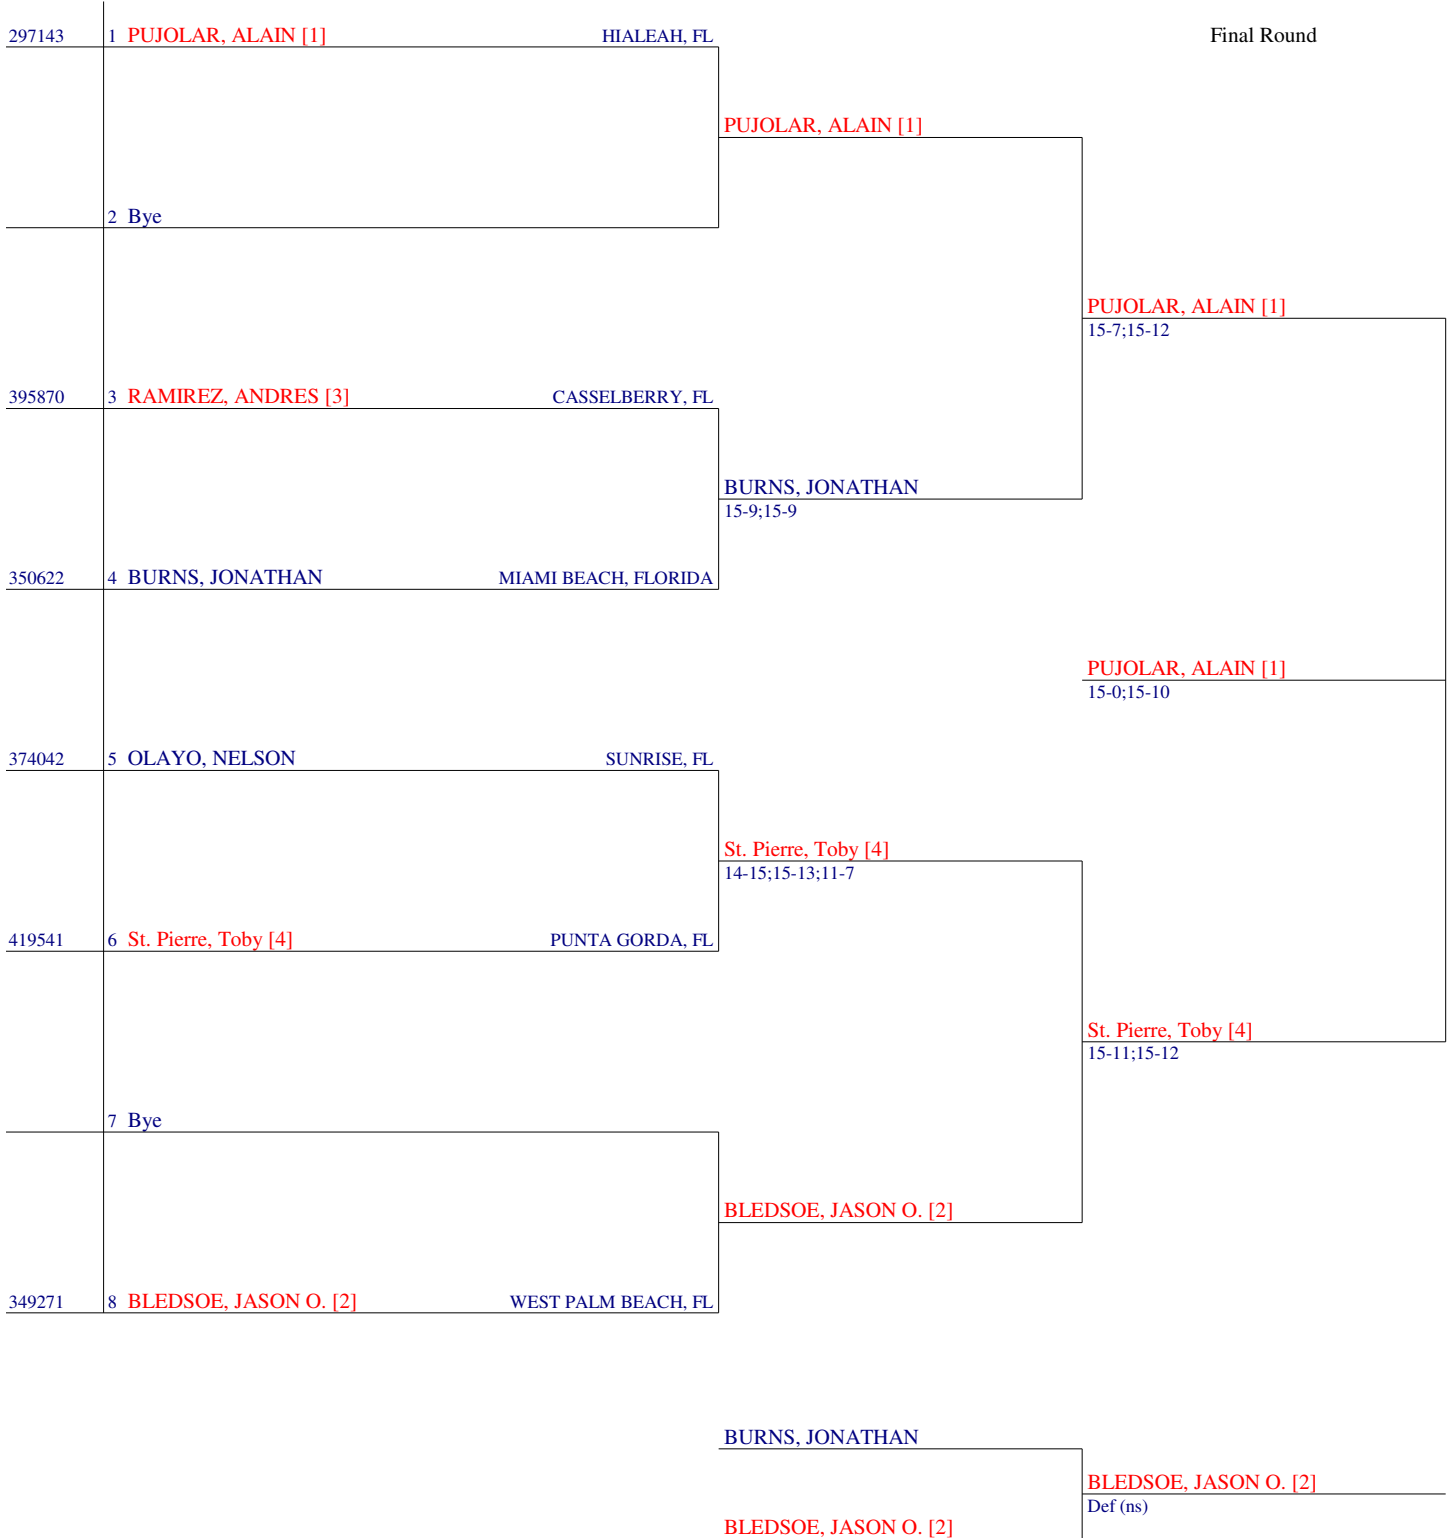 297143 1 PUJOLAR, ALAIN [1] HIALEAH, FL Final Round
PUJOLAR, ALAIN [1]
2 Bye
PUJOLAR, ALAIN [1]
15-7;15-12
395870 3 RAMIREZ, ANDRES [3] CASSELBERRY, FL
BURNS, JONATHAN
15-9;15-9
350622 4 BURNS, JONATHAN MIAMI BEACH, FLORIDA
PUJOLAR, ALAIN [1]
15-0;15-10
374042 5 OLAYO, NELSON SUNRISE, FL
St. Pierre, Toby [4]
14-15;15-13;11-7
419541 6 St. Pierre, Toby [4] PUNTA GORDA, FL
St. Pierre, Toby [4]
15-11;15-12
7 Bye
BLEDSOE, JASON O. [2]
349271 8 BLEDSOE, JASON O. [2] WEST PALM BEACH, FL
BURNS, JONATHAN
BLEDSOE, JASON O. [2]
Def (ns)
BLEDSOE, JASON O. [2]